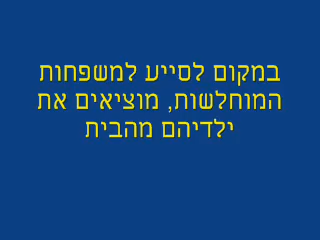 במקום לסייע למשפחות
המוחלשות, מוציאים את
ילדיהם מהבית